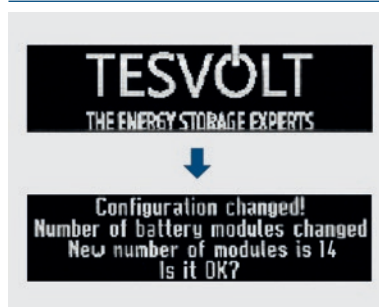 TESVOLT
THE ENERGY STORAGE EXPERTS
Configuration changed!
Number of battery modules changed
New number of modules is 14
Is it OK?